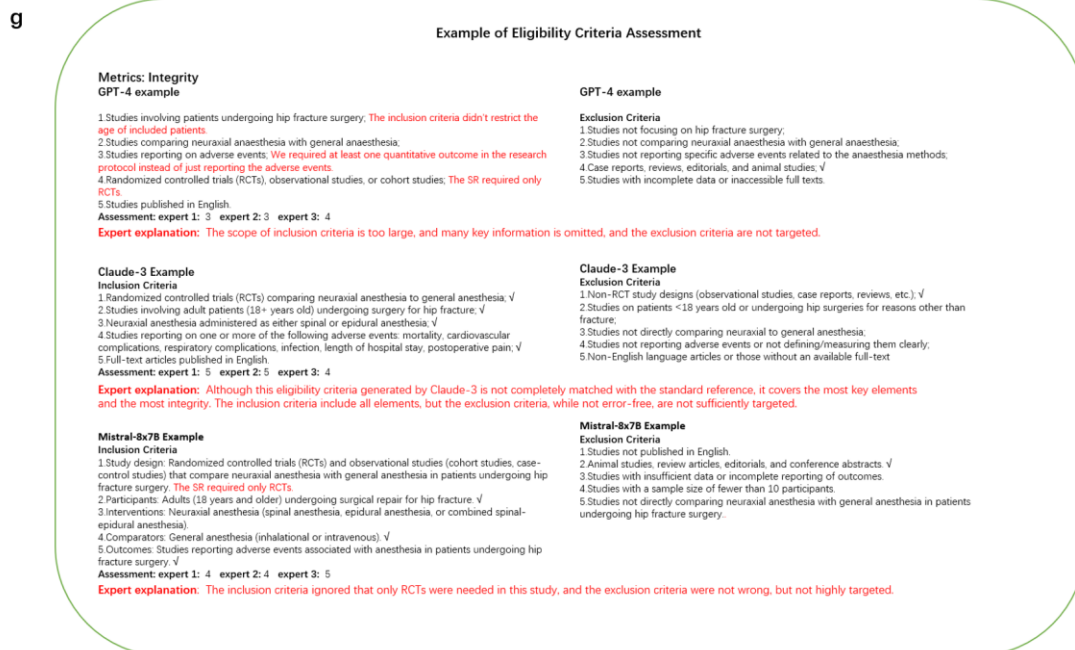 g
Example of Eligibility Criteria Assessment
Metrics: Integrity
GPT-4 example
1.Studies involving patients undergoing hip fracture surgery; The inclusion criteria didn't restrict the
age of included patients.
2.Studies comparing neuraxial anaesthesia with general anaesthesia;
3.Studies reporting on adverse events; We required at least one quantitative outcome in the research
protocol instead of just reporting the adverse events.
4.Randomized controlled trials (RCTs), observational studies, or cohort studies; The SR required only
RCTs.
5.Studies published in English.
Assessment: expert 1: 3 expert 2: 3 expert 3: 4
GPT-4 example
Exclusion Criteria
1.Studies not focusing on hip fracture surgery;
2.Studies not comparing neuraxial anaesthesia with general anaesthesia;
3.Studies not reporting specific adverse events related to the anaesthesia methods;
4.Case reports, reviews, editorials, and animal studies; √
5.Studies with incomplete data or inaccessible full texts.
Expert explanation: The scope of inclusion criteria is too large, and many key information is omitted, and the exclusion criteria are not targeted.
Claude-3 Example
Inclusion Criteria
1.Randomized controlled trials (RCTs) comparing neuraxial anesthesia to general anesthesia; √
2.Studies involving adult patients (18+ years old) undergoing surgery for hip fracture; √
3.Neuraxial anesthesia administered as either spinal or epidural anesthesia; √
4.Studies reporting on one or more of the following adverse events: mortality, cardiovascular
complications, respiratory complications, infection, length of hospital stay, postoperative pain; √
5.Full-text articles published in English.
Assessment: expert 1: 5 expert 2: 5 expert 3: 4
Claude-3 Example
Exclusion Criteria
1.Non-RCT study designs (observational studies, case reports, reviews, etc.); √
2.Studies on patients <18 years old or undergoing hip surgeries for reasons other than
fracture;
3.Studies not directly comparing neuraxial to general anesthesia;
4.Studies not reporting adverse events or not defining/measuring them clearly;
5.Non-English language articles or those without an available full-text
Expert explanation: Although this eligibility criteria generated by Claude-3 is not completely matched with the standard reference, it covers the most key elements
and the most integrity. The inclusion criteria include all elements, but the exclusion criteria, while not error-free, are not sufficiently targeted.
Mistral-8x7B Example
Inclusion Criteria
1.Study design: Randomized controlled trials (RCTs) and observational studies (cohort studies, case-
control studies) that compare neuraxial anesthesia with general anesthesia in patients undergoing hip
fracture surgery. The SR required only RCTs.
2.Participants: Adults (18 years and older) undergoing surgical repair for hip fracture. √
3.Interventions: Neuraxial anesthesia (spinal anesthesia, epidural anesthesia, or combined spinal-
epidural anesthesia).
4.Comparators: General anesthesia (inhalational or intravenous). √
5.Outcomes: Studies reporting adverse events associated with anesthesia in patients undergoing hip
fracture surgery. √
Assessment: expert 1: 4 expert 2: 4 expert 3: 5
Mistral-8x7B Example
Exclusion Criteria
1.Studies not published in English.
2.Animal studies, review articles, editorials, and conference abstracts. √
3.Studies with insufficient data or incomplete reporting of outcomes.
4.Studies with a sample size of fewer than 10 participants.
5.Studies not directly comparing neuraxial anesthesia with general anesthesia in patients
undergoing hip fracture surgery..
Expert explanation: The inclusion criteria ignored that only RCTs were needed in this study, and the exclusion criteria were not wrong, but not highly targeted.